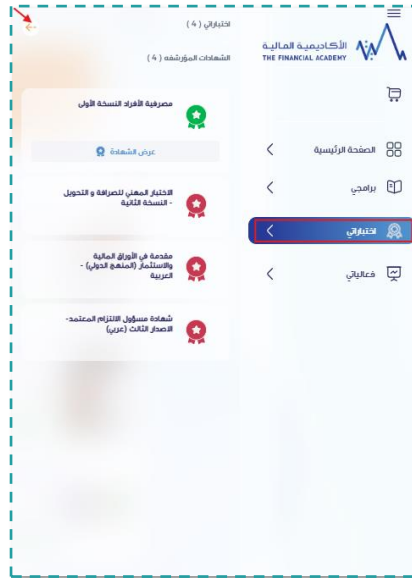 الأكاديمية المالية
THE FINANCIAL ACADEMY
الصفحة الرئيسية
برامجي
اختباراتي
فعالياتي
اختباراتي ( 4 )
الشهادات المؤرشفه ( 4 )
مصرفية الأفراد النسخة الأولى
عرض الشهادة
الاختبار المهني للصرافة و التحويل
- النسخة الثانية
مقدمة في الأوراق المالية
والاستثمار (المنهج الدولي) -
العربية
شهادة مسؤول الالتزام المعتمد-
الاصدار الثالث (عربي)